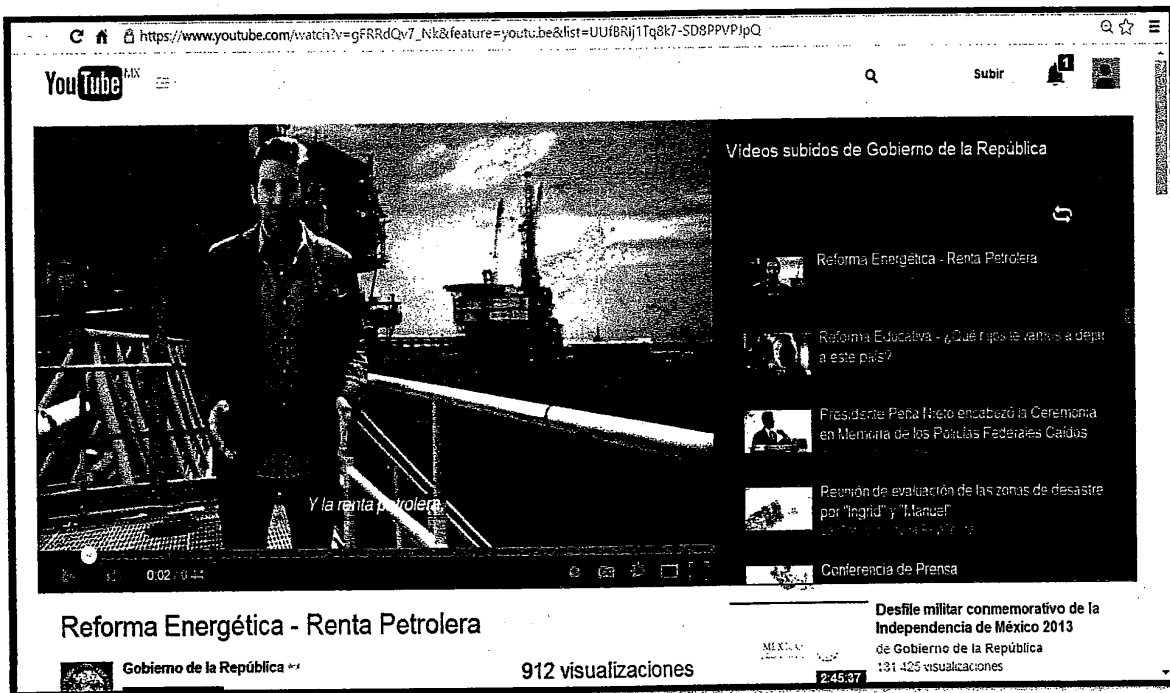 https://www.youtube.com/watch?v=gFRRdQv7_Nk&feature=youtu.be&list=UUfBRIj1Tq8k7-SD8PPVPJpQ
YouTube MX
Subir
1
Vídeos subidos de Gobierno de la República
Reforma Energética - Renta Petrolera
Reforma Educativa - ¿Qué hijos le vamos a dejar
a este país?
Presidente Peña Nieto encabezó la Ceremonia
en Memoria de los Policías Federales Caídos
Reunión de evaluación de las zonas de desastre
por "Ingrid" y "Manuel"
Conferencia de Prensa
Y la renta petrolera,
0:02 / 0:44
Reforma Energética - Renta Petrolera
Gobierno de la República
912 visualizaciones
Desfile militar conmemorativo de la
Independencia de México 2013
de Gobierno de la República
131 425 visualizaciones
2:45:37